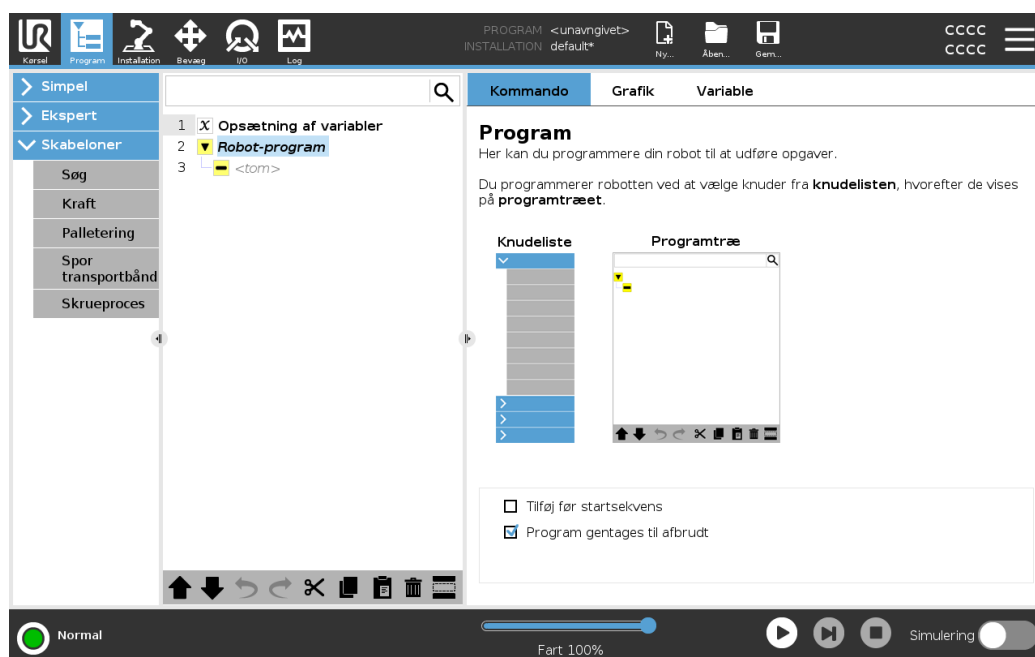 PROGRAM <unavngivet>
INSTALLATION default*
UR
Kørsel
Program
Installation
Bevæg
I/O
Log
Ny...
Åben...
Gem...
CCCC
CCCC
Simpel
Ekspert
Skabeloner
Søg
Kraft
Palletering
Spor
transportbånd
Skrueproces
1 X Opsætning af variabler
2 Robot-program
3 <tom>
Kommando
Grafik
Variable
Program
Her kan du programmere din robot til at udføre opgaver.
Du programmerer robotten ved at vælge knuder fra knudelisten, hvorefter de vises
på programtræet.
Knudeliste
Programtræ
Tilføj før startsekvens
Program gentages til afbrudt
Normal
Fart 100%
Simulering